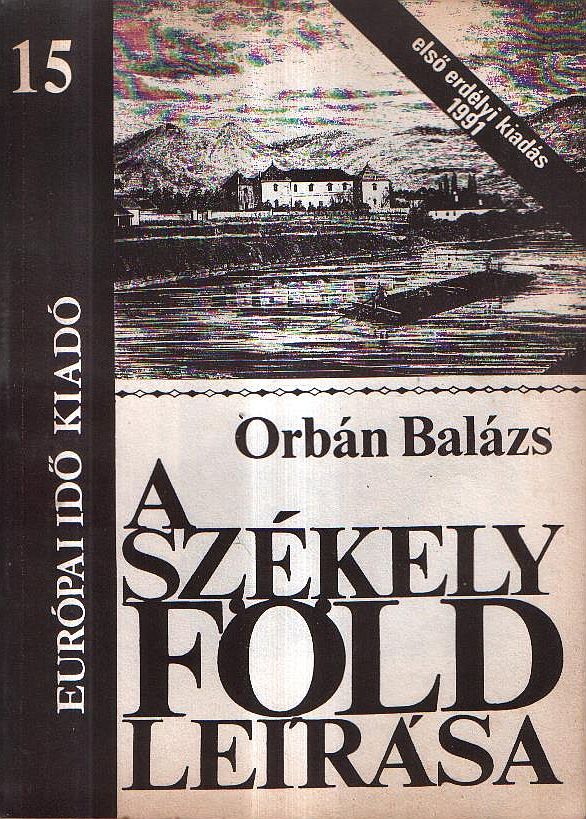 15
első erdélyi kiadás
1991
EURÓPAI IDŐ KIADÓ
Orbán Balázs
A
SZÉKELY
FÖLD
LEÍRÁSA